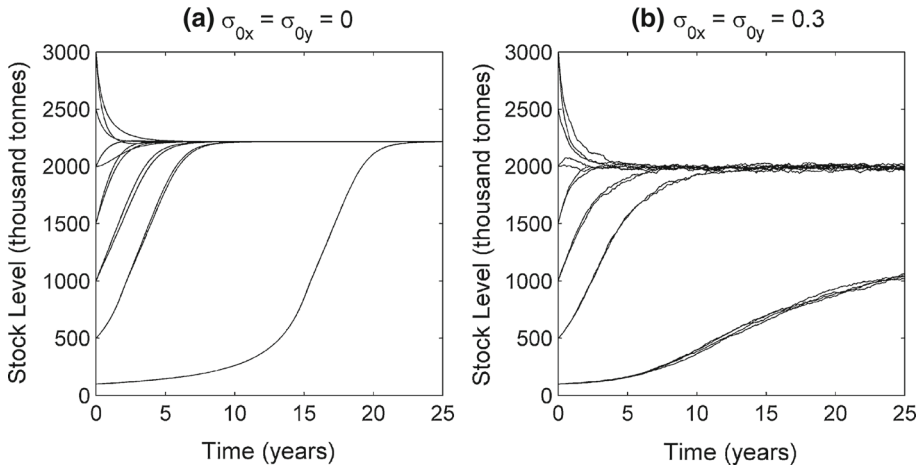 (a) σ0x = σ0y = 0
3000
2500
2000
1500
1000
500
0
0 5 10 15 20 25
Stock Level (thousand tonnes)
Time (years)
(b) σ0x = σ0y = 0.3
3000
2500
2000
1500
1000
500
0
0 5 10 15 20 25
Stock Level (thousand tonnes)
Time (years)